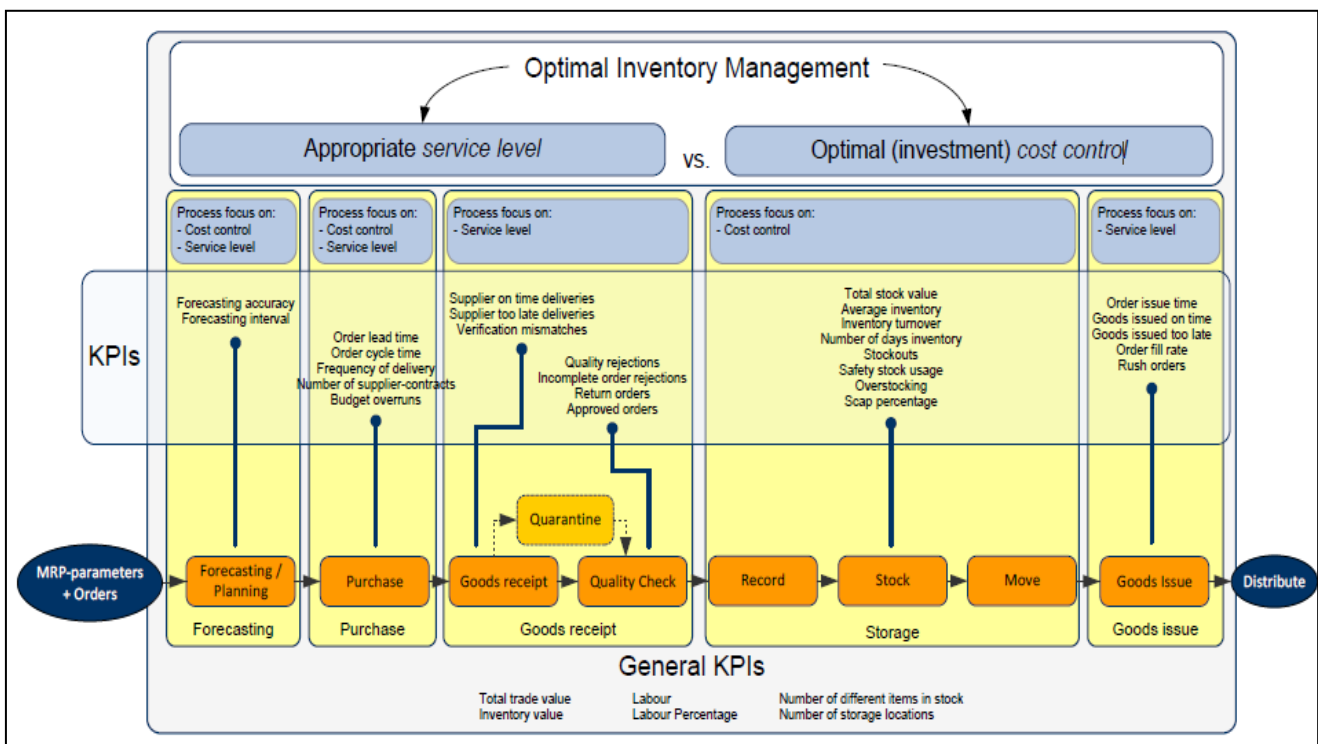 Optimal Inventory Management
Appropriate service level
vs.
Optimal (investment) cost control
Process focus on:
- Cost control
- Service level
Process focus on:
- Cost control
- Service level
Process focus on:
- Service level
Process focus on:
- Cost control
Process focus on:
- Service level
KPIs
Forecasting accuracy
Forecasting interval
Order lead time
Order cycle time
Frequency of delivery
Number of supplier-contracts
Budget overruns
Supplier on time deliveries
Supplier too late deliveries
Verification mismatches
Quality rejections
Incomplete order rejections
Return orders
Approved orders
Total stock value
Average inventory
Inventory turnover
Number of days inventory
Stockouts
Safety stock usage
Overstocking
Scap percentage
Order issue time
Goods issued on time
Goods issued too late
Order fill rate
Rush orders
Quarantine
MRP-parameters
+ Orders
Forecasting /
Planning
Purchase
Goods receipt
Quality Check
Record
Stock
Move
Goods Issue
Distribute
Forecasting
Purchase
Goods receipt
Storage
Goods issue
General KPIs
Total trade value
Inventory value
Labour
Labour Percentage
Number of different items in stock
Number of storage locations